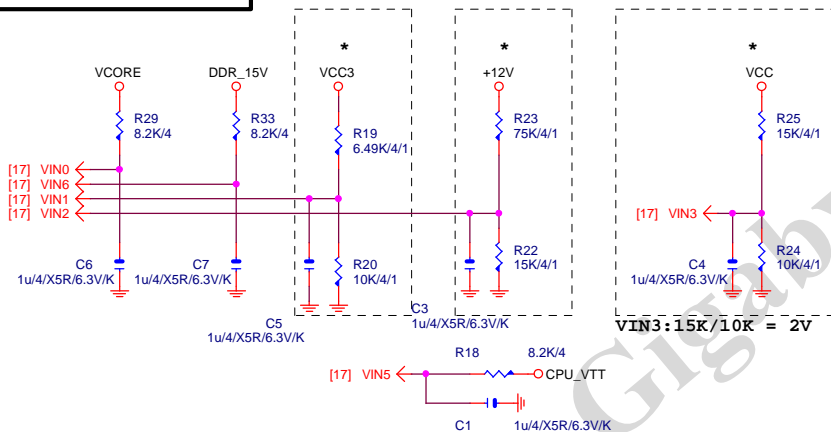 * * *
VCORE DDR_15V VCC3 +12V VCC
R29 R33 R23 R25
8.2K/4 8.2K/4 75K/4/1 15K/4/1
R19
6.49K/4/1
[17] VIN0
[17] VIN6
[17] VIN1
[17] VIN2
[17] VIN3
C6 C7 R20 R22 C4 R24
1u/4/X5R/6.3V/K 1u/4/X5R/6.3V/K 10K/4/1 15K/4/1 1u/4/X5R/6.3V/K 10K/4/1
C5 C3
1u/4/X5R/6.3V/K 1u/4/X5R/6.3V/K
VIN3:15K/10K = 2V
R18 8.2K/4
[17] VIN5 CPU_VTT
C1 1u/4/X5R/6.3V/K
Gigaby